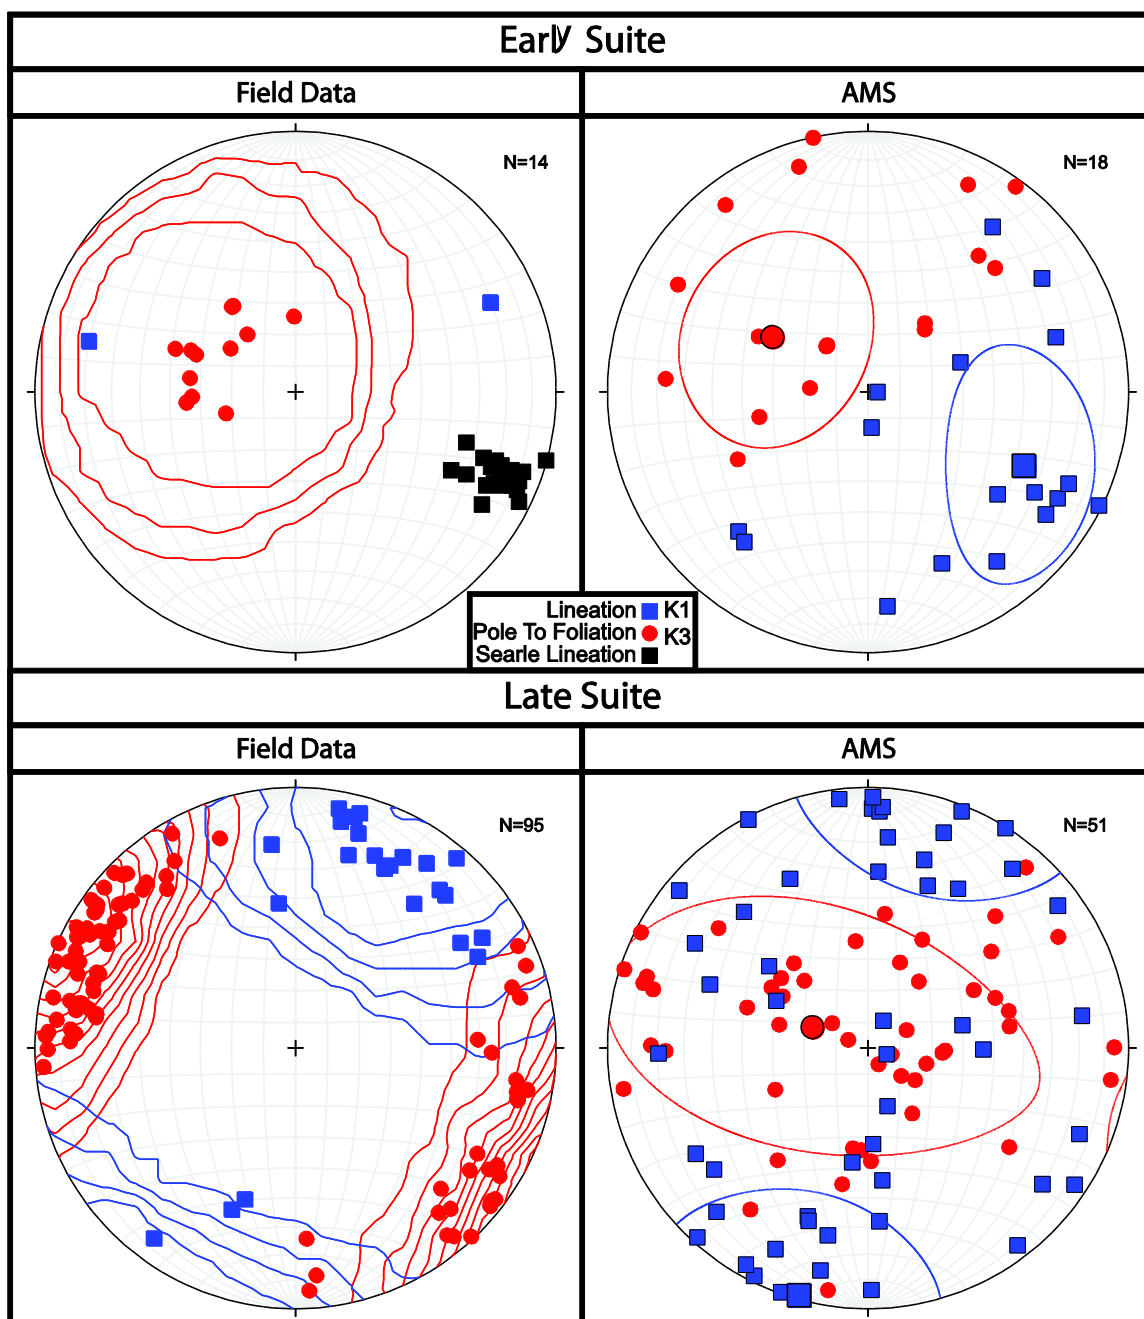 Early Suite
Field Data
AMS
N=14
N=18
Lineation K1
Pole To Foliation K3
Searle Lineation
Late Suite
Field Data
AMS
N=95
N=51